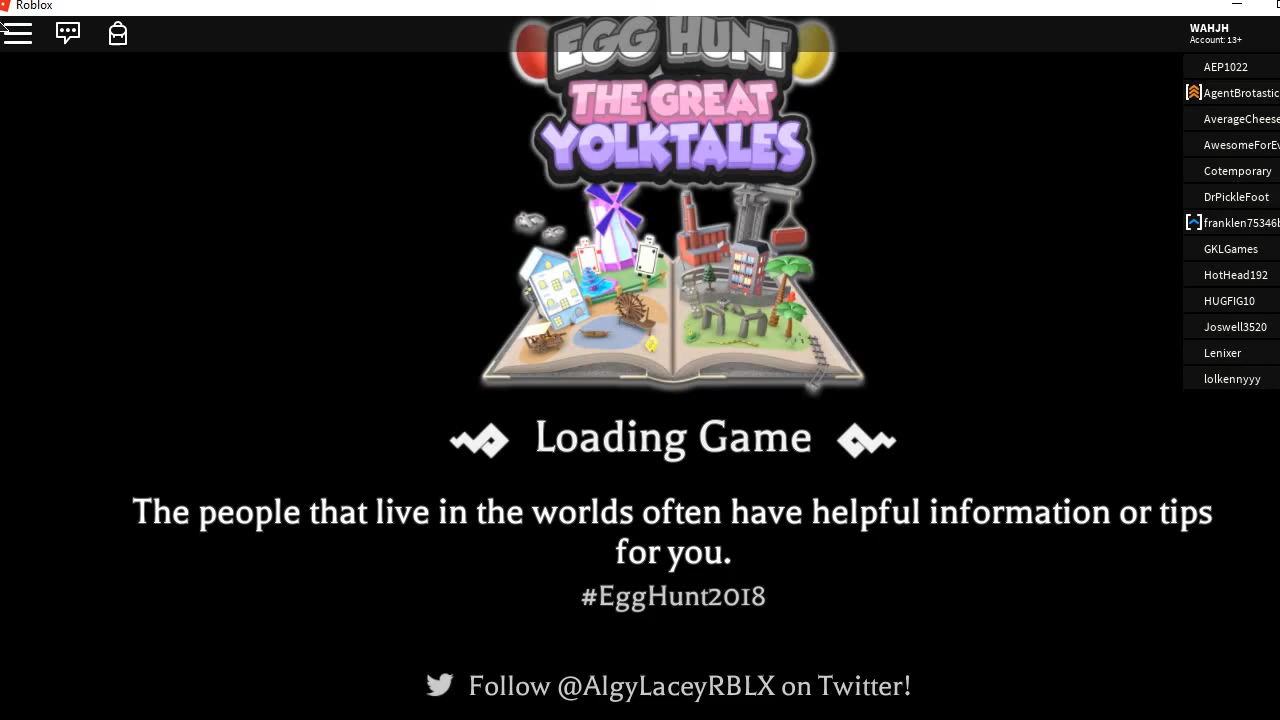 Roblox
WAHJH
Account: 13+
EGG HUNT
THE GREAT
YOLKTALES
AEP1022
AgentBrotastic
AverageCheese
AwesomeForEv
Cotemporary
DrPickleFoot
franklen75346b
GKLGames
HotHead192
HUGFIG10
Joswell3520
Lenixer
lolkennyyy
Loading Game
The people that live in the worlds often have helpful information or tips
for you.
#EggHunt2018
Follow @AlgyLaceyRBLX on Twitter!